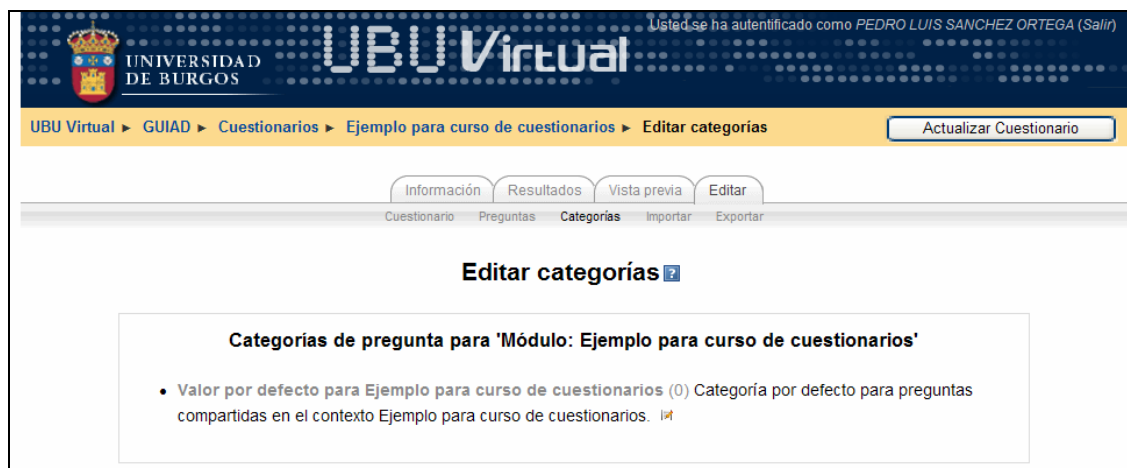 Usted se ha autentificado como PEDRO LUIS SANCHEZ ORTEGA (Salir)
UNIVERSIDAD
DE BURGOS
UBU Virtual
UBU Virtual ► GUIAD ► Cuestionarios ► Ejemplo para curso de cuestionarios ► Editar categorías
Actualizar Cuestionario
Información Resultados Vista previa Editar
Cuestionario Preguntas Categorías Importar Exportar
Editar categorías ?
Categorías de pregunta para 'Módulo: Ejemplo para curso de cuestionarios'
• Valor por defecto para Ejemplo para curso de cuestionarios (0) Categoría por defecto para preguntas
compartidas en el contexto Ejemplo para curso de cuestionarios.